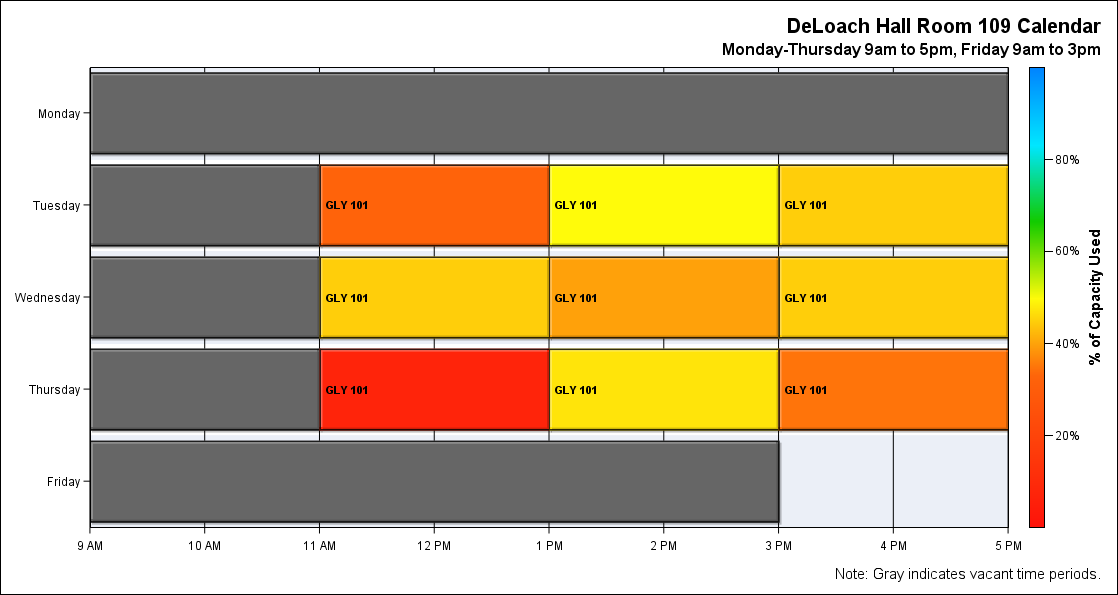 DeLoach Hall Room 109 Calendar
Monday-Thursday 9am to 5pm, Friday 9am to 3pm
Monday
Tuesday
GLY 101
GLY 101
GLY 101
Wednesday
GLY 101
GLY 101
GLY 101
Thursday
GLY 101
GLY 101
GLY 101
Friday
9 AM
10 AM
11 AM
12 PM
1 PM
2 PM
3 PM
4 PM
5 PM
80%
60%
40%
20%
% of Capacity Used
Note: Gray indicates vacant time periods.